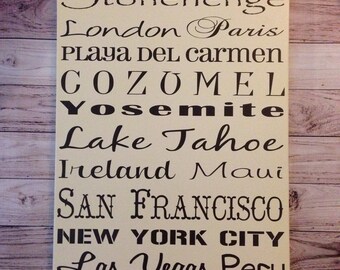 Stonehenge
London Paris
Playa del Carmen
COZUMEL
Yosemite
Lake Tahoe
Ireland Maui
San Francisco
NEW YORK CITY
Las Vegas Peru